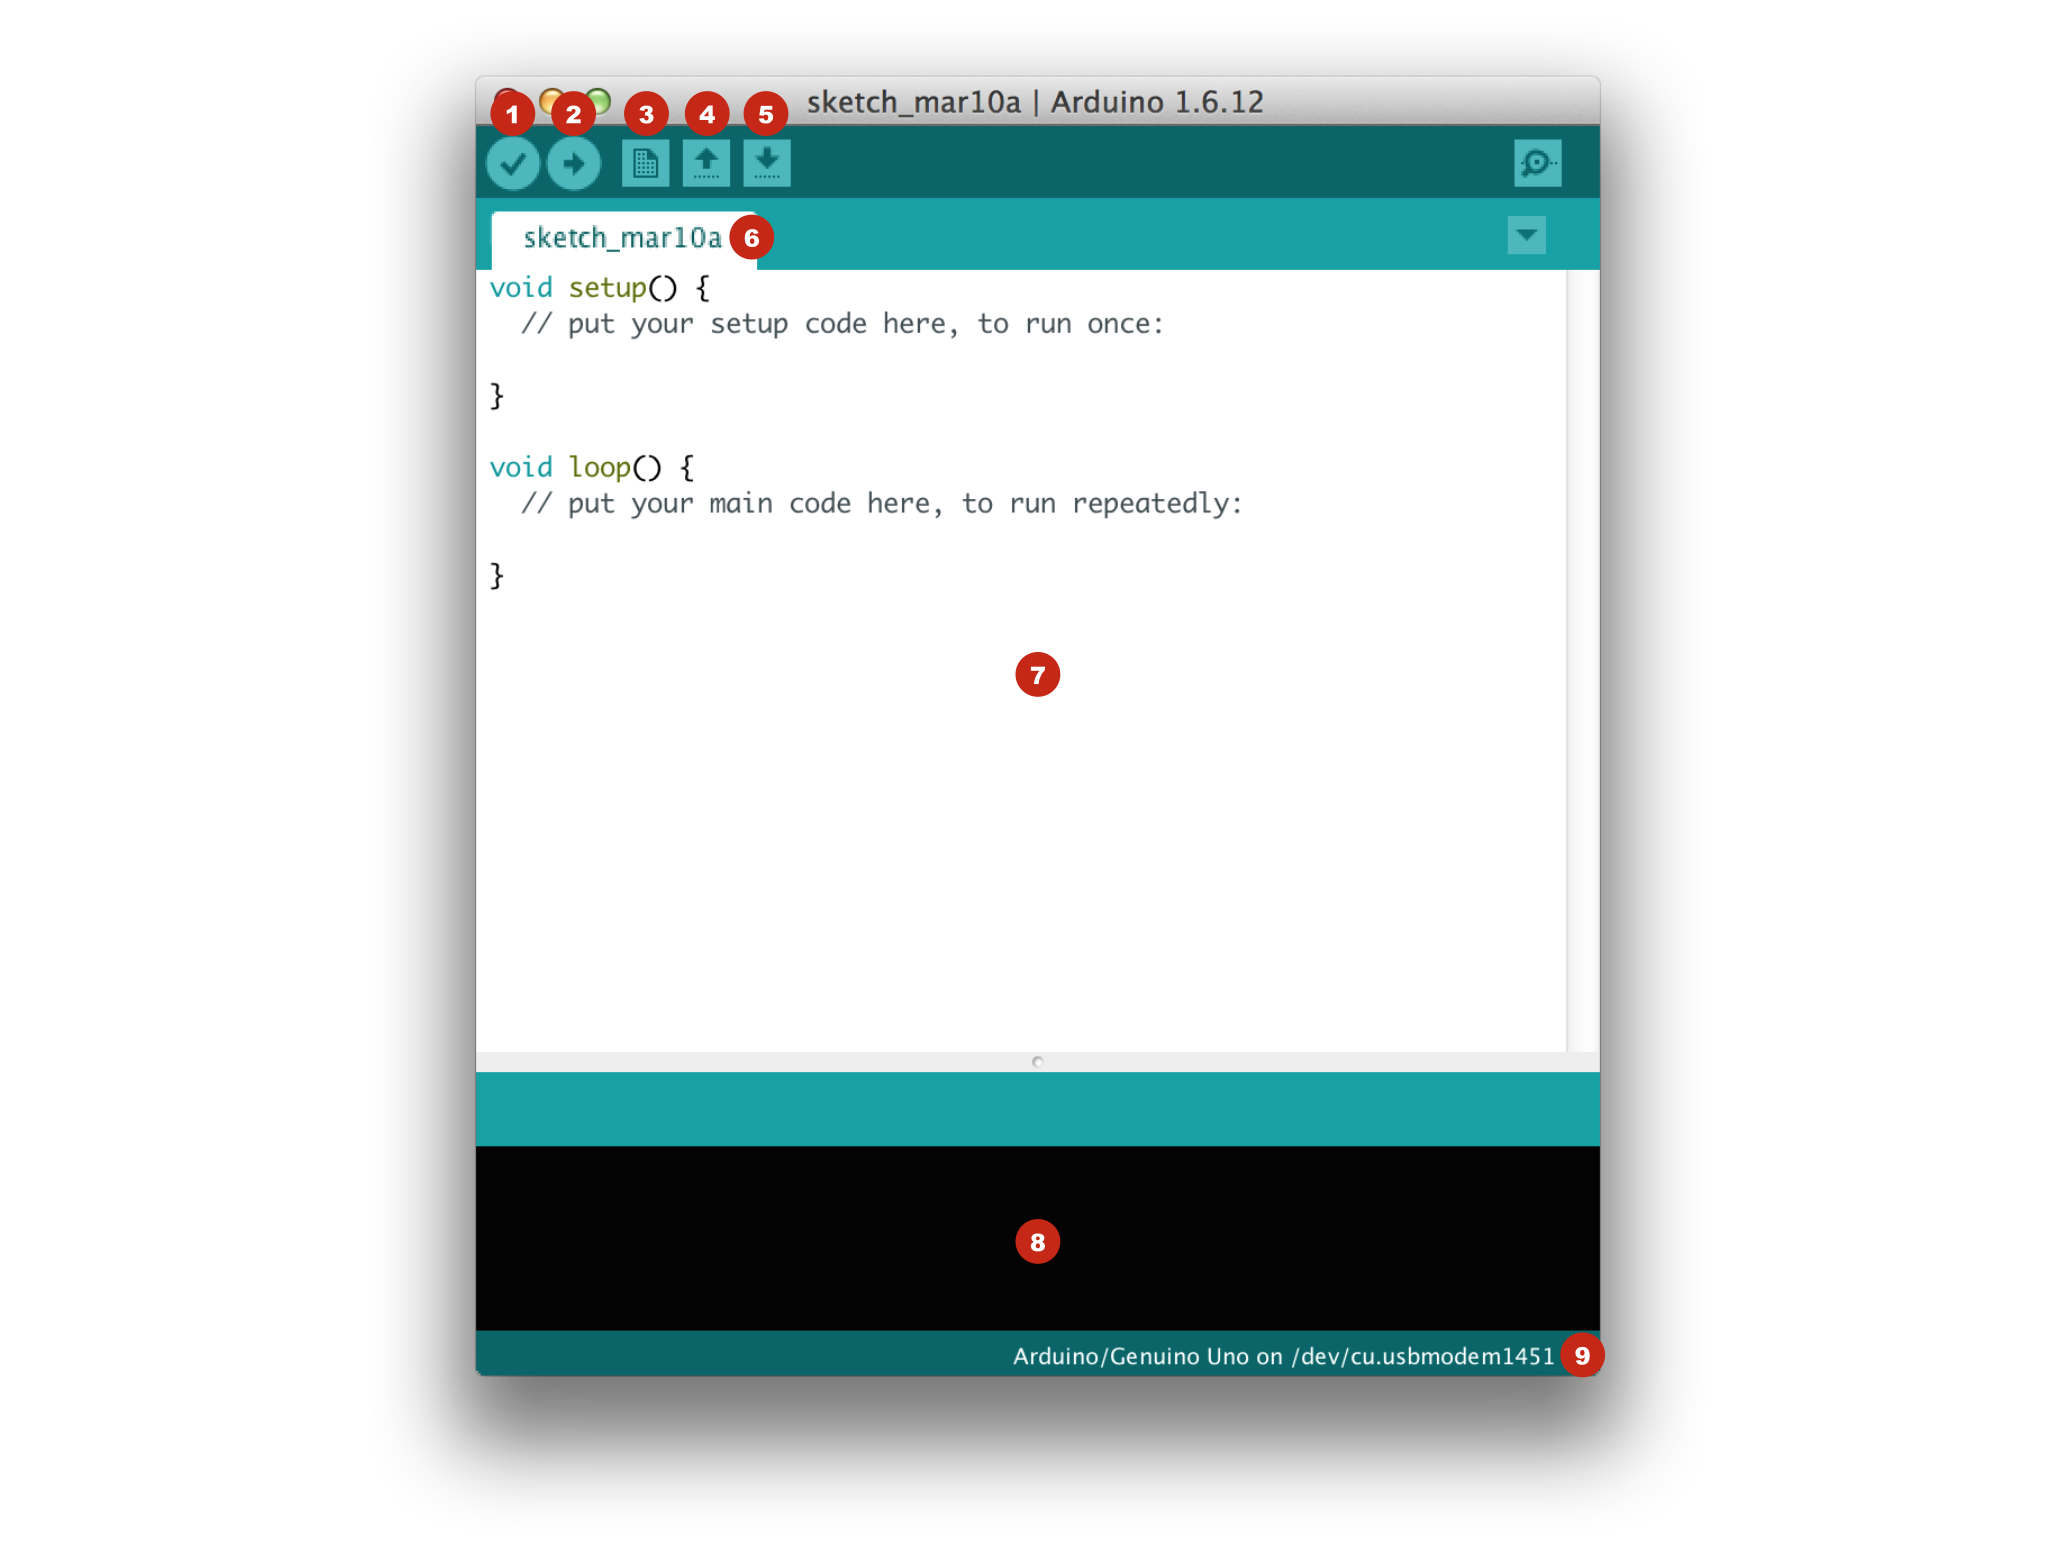 sketch_mar10a | Arduino 1.6.12
1 2 3 4 5
sketch_mar10a 6
void setup() {
  // put your setup code here, to run once:
}
void loop() {
  // put your main code here, to run repeatedly:
}
7
8
Arduino/Genuino Uno on /dev/cu.usbmodem1451 9